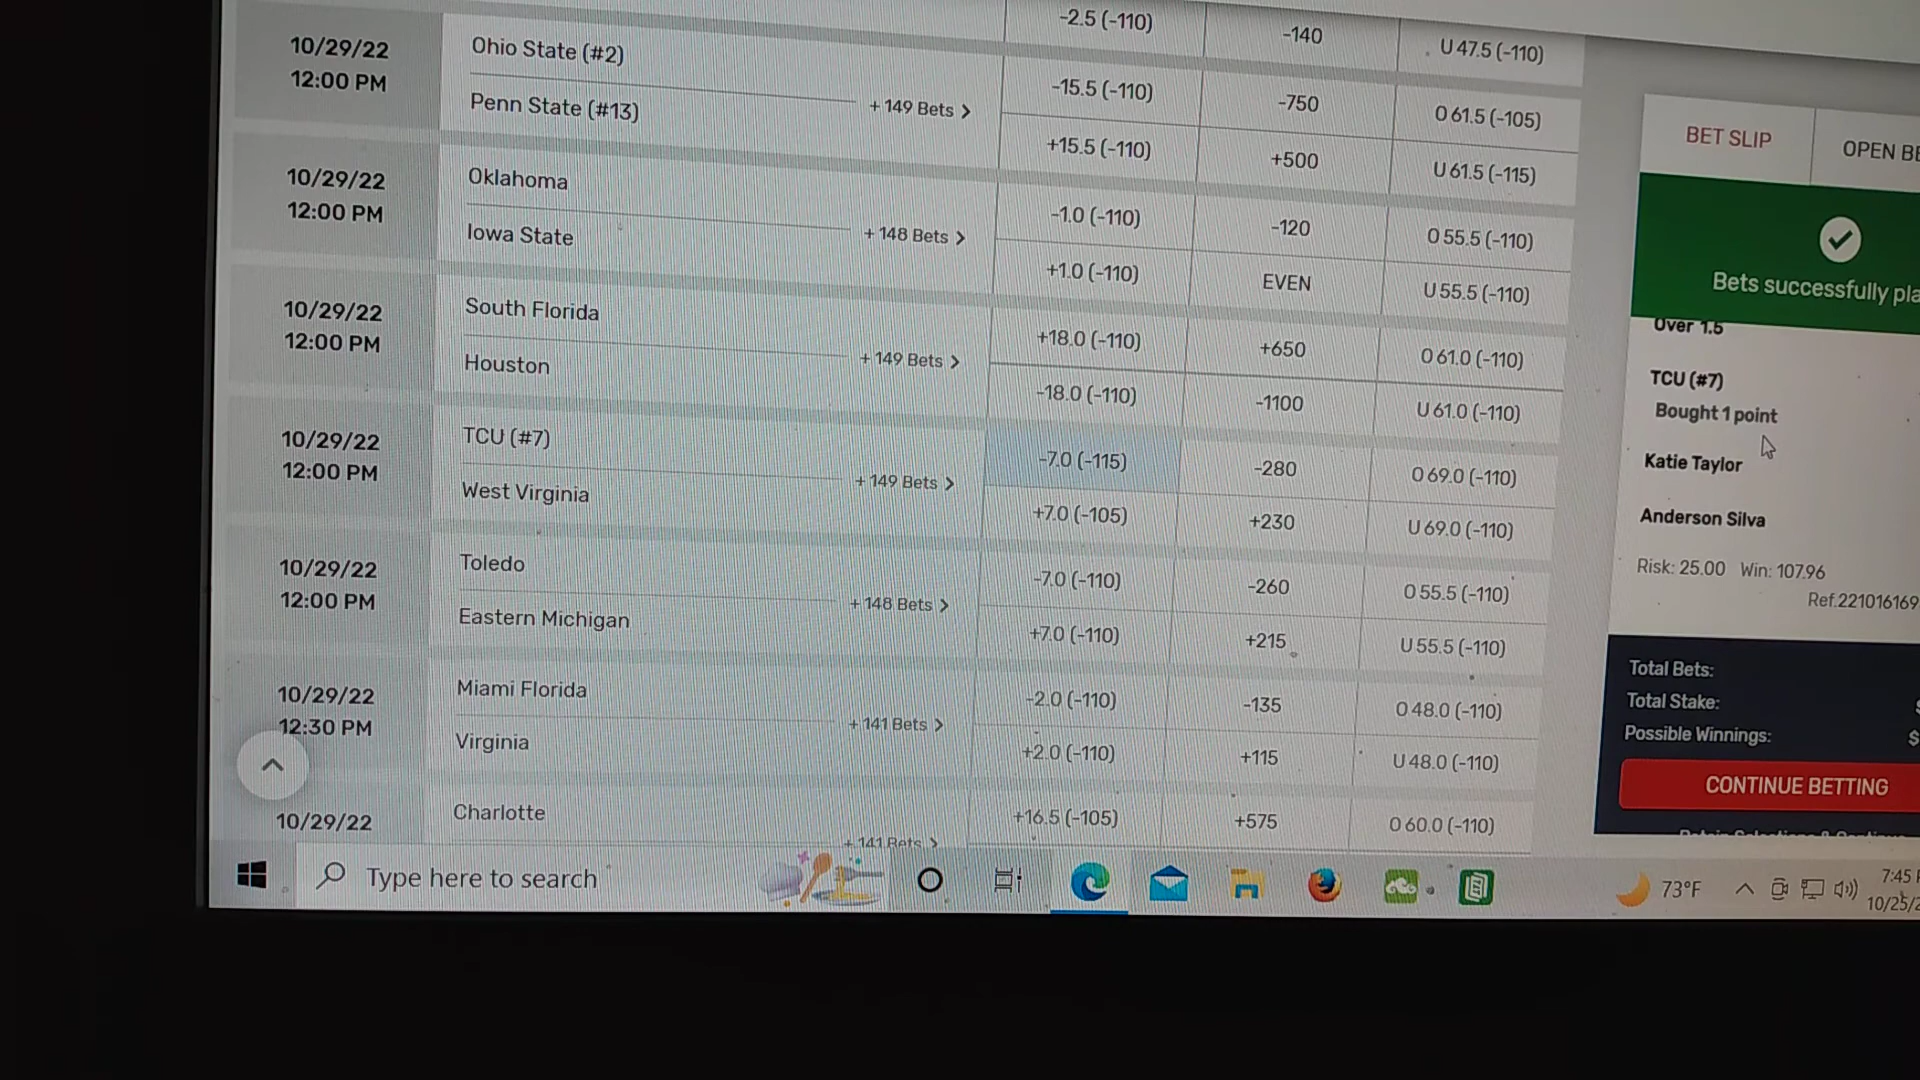 -2.5 (-110) -140 U 47.5 (-110)
10/29/22 12:00 PM
Ohio State (#2) -15.5 (-110) -750 O 61.5 (-105)
+ 149 Bets >
Penn State (#13) +15.5 (-110) +500 U 61.5 (-115)
10/29/22 12:00 PM
Oklahoma -1.0 (-110) -120 O 55.5 (-110)
+ 148 Bets >
Iowa State +1.0 (-110) EVEN U 55.5 (-110)
10/29/22 12:00 PM
South Florida +18.0 (-110) +650 O 61.0 (-110)
+ 149 Bets >
Houston -18.0 (-110) -1100 U 61.0 (-110)
10/29/22 12:00 PM
TCU (#7) -7.0 (-115) -280 O 69.0 (-110)
+ 149 Bets >
West Virginia +7.0 (-105) +230 U 69.0 (-110)
10/29/22 12:00 PM
Toledo -7.0 (-110) -260 O 55.5 (-110)
+ 148 Bets >
Eastern Michigan +7.0 (-110) +215 U 55.5 (-110)
10/29/22 12:30 PM
Miami Florida -2.0 (-110) -135 O 48.0 (-110)
+ 141 Bets >
Virginia +2.0 (-110) +115 U 48.0 (-110)
10/29/22
Charlotte +16.5 (-105) +575 O 60.0 (-110)
+ 141 Bets >
BET SLIP
OPEN BE
Bets successfully pla
Over 1.5
TCU (#7)
Bought 1 point
Katie Taylor
Anderson Silva
Risk: 25.00 Win: 107.96
Ref.221016169
Total Bets:
Total Stake: $
Possible Winnings: $
CONTINUE BETTING
Type here to search
73°F
7:45
10/25/2